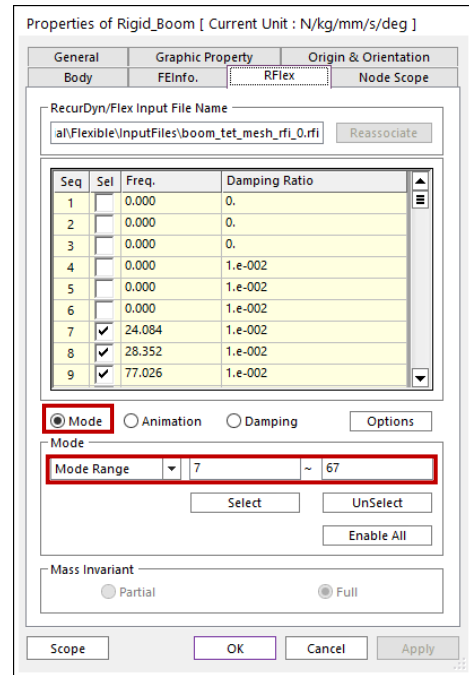 Properties of Rigid_Boom [ Current Unit : N/kg/mm/s/deg ]
General Graphic Property Origin & Orientation
Body FEInfo. RFlex Node Scope
RecurDyn/Flex Input File Name
al\Flexible\InputFiles\boom_tet_mesh_rfi_0.rfi Reassociate
Seq Sel Freq. Damping Ratio
1 0.000 0.
2 0.000 0.
3 0.000 0.
4 0.000 1.e-002
5 0.000 1.e-002
6 0.000 1.e-002
7 24.084 1.e-002
8 28.352 1.e-002
9 77.026 1.e-002
Mode Animation Damping Options
Mode
Mode Range 7 ~ 67
Select UnSelect
Enable All
Mass Invariant
Partial Full
Scope OK Cancel Apply